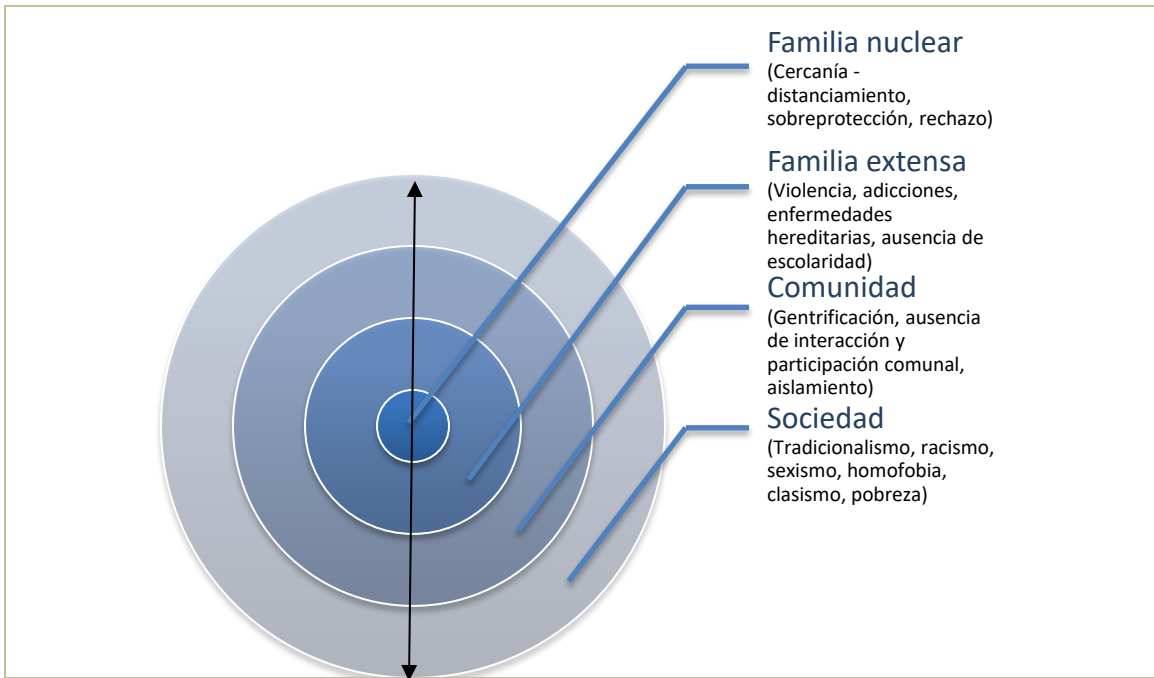 Familia nuclear
(Cercanía -
distanciamiento,
sobreprotección, rechazo)
Familia extensa
(Violencia, adicciones,
enfermedades
hereditarias, ausencia de
escolaridad)
Comunidad
(Gentrificación, ausencia
de interacción y
participación comunal,
aislamiento)
Sociedad
(Tradicionalismo, racismo,
sexismo, homofobia,
clasismo, pobreza)